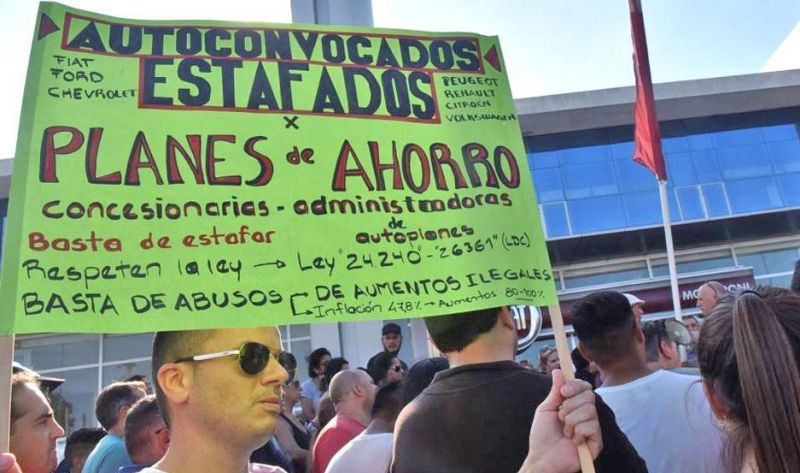 AUTOCONVOCADOS
ESTAFADOS
FIAT
FORD
CHEVROLET
PEUGEOT
RENAULT
CITROEN
VOLKSWAGEN
x
PLANES de AHORRO
concesionarias - administradoras
de
autoplanes
Basta de estafar
Respeten la ley → Ley "24.240" - "26361" (LDC)
BASTA DE ABUSOS → DE AUMENTOS ILEGALES
Inflación 47,8% → Aumentos 80-100%